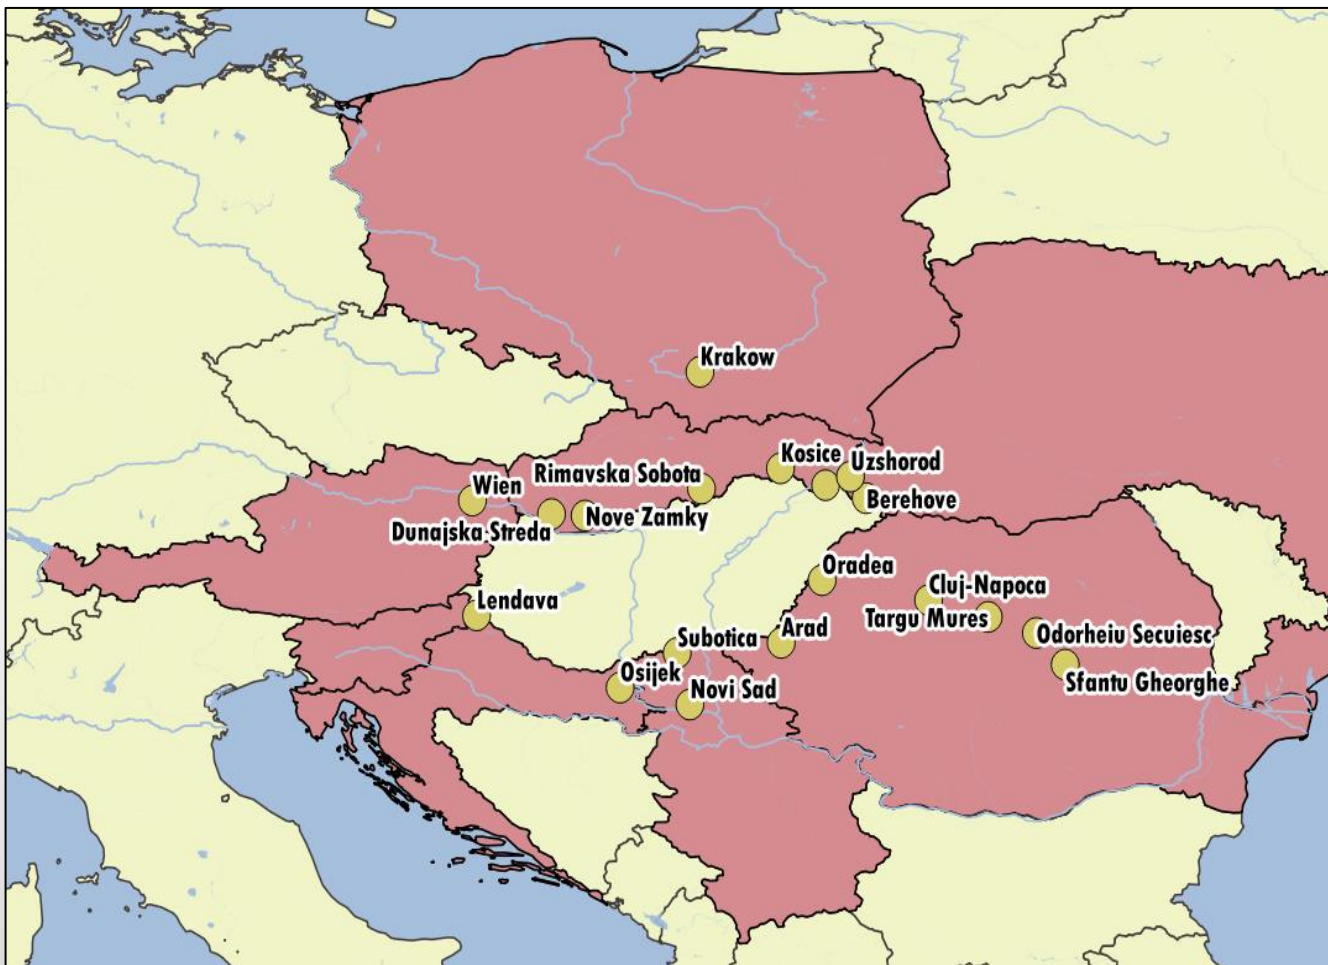 Krakow
Kosice
Uzshorod
Rimavska Sobota
Wien
Berehove
Nove Zamky
Dunajska Streda
Oradea
Cluj-Napoca
Lendava
Targu Mures
Arad
Odorheiu Secuiesc
Subotica
Osijek
Sfantu Gheorghe
Novi Sad